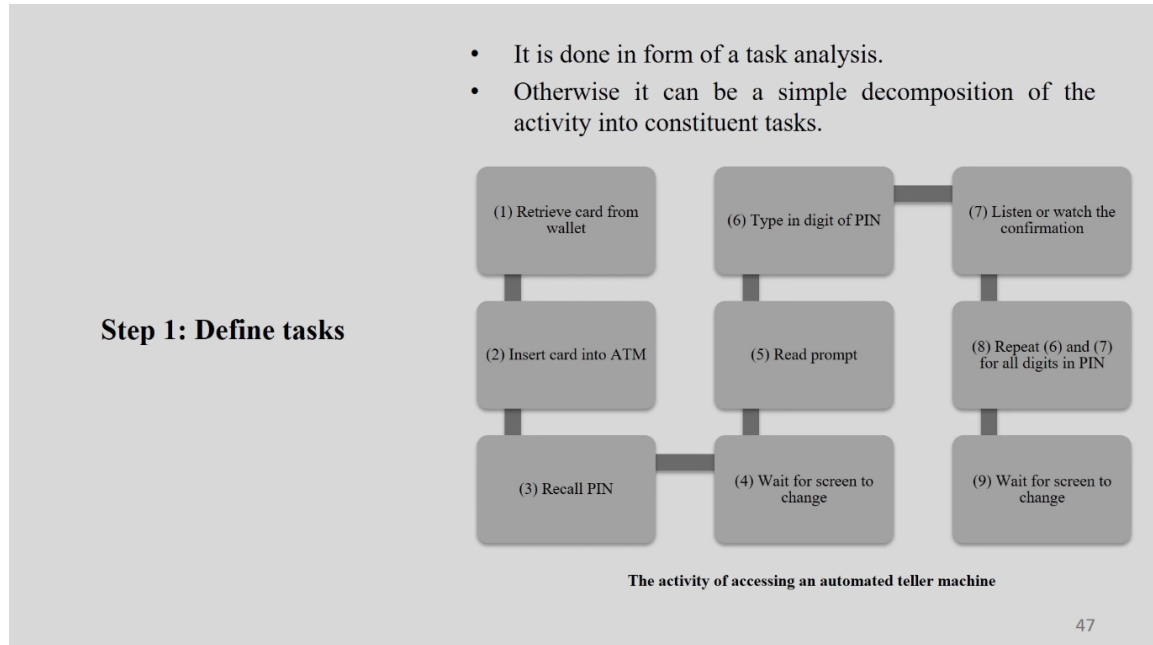 • It is done in form of a task analysis.
• Otherwise it can be a simple decomposition of the
activity into constituent tasks.
Step 1: Define tasks
(1) Retrieve card from
wallet
(2) Insert card into ATM
(3) Recall PIN
(4) Wait for screen to
change
(5) Read prompt
(6) Type in digit of PIN
(7) Listen or watch the
confirmation
(8) Repeat (6) and (7)
for all digits in PIN
(9) Wait for screen to
change
The activity of accessing an automated teller machine
47